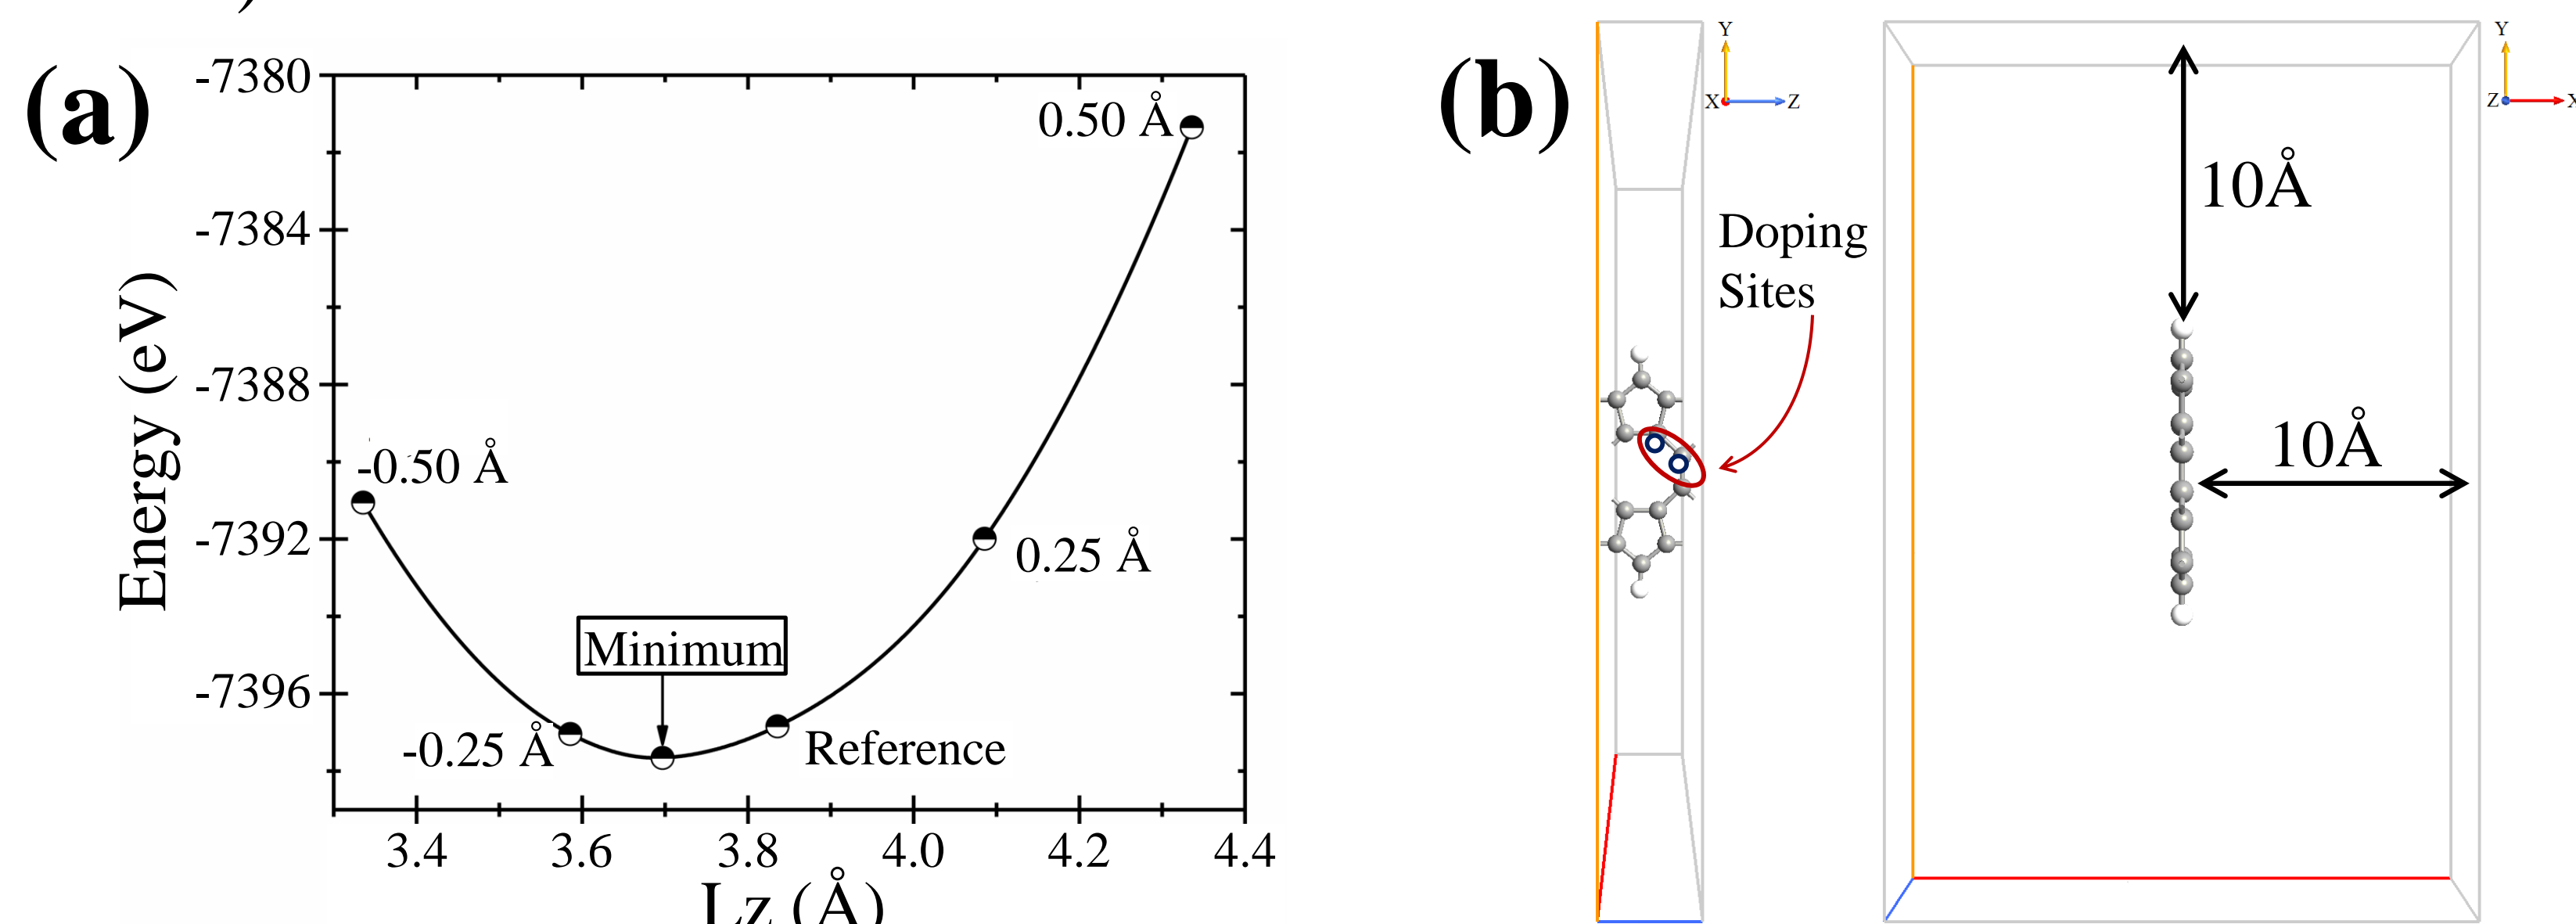 (a)
-7380
-7384
-7388
-7392
-7396
Energy (eV)
0.50 Å
-0.50 Å
0.25 Å
Minimum
-0.25 Å
Reference
3.4 3.6 3.8 4.0 4.2 4.4
Lz (Å)
(b)
Y
X Z
Doping
Sites
Y
Z X
10Å
10Å